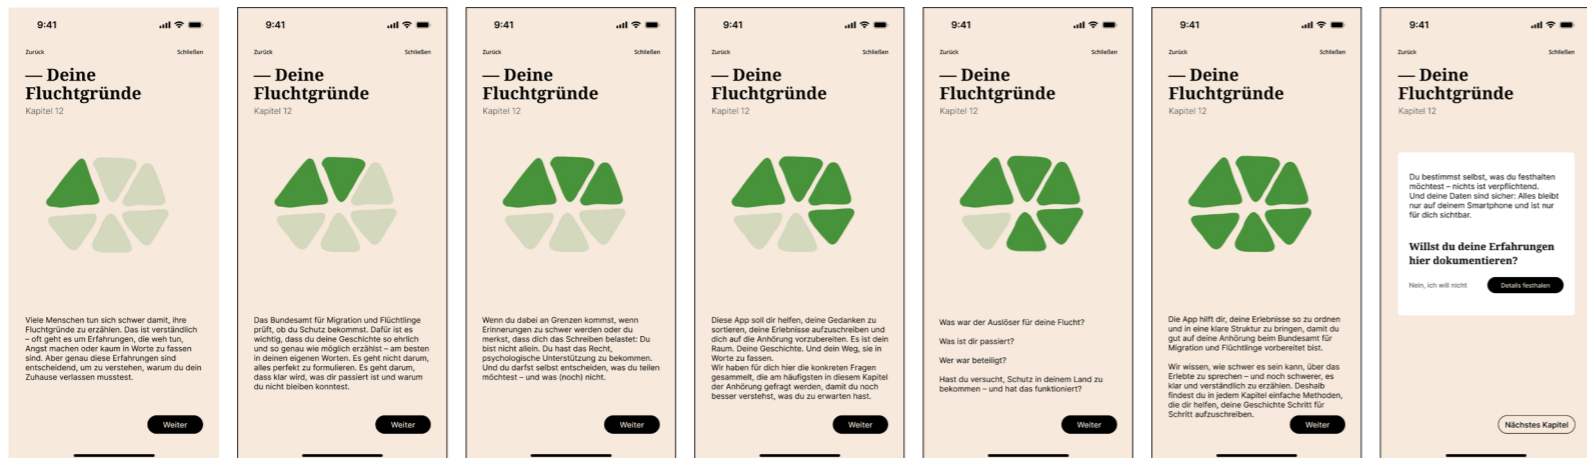 9:41
Zurück
Schließen
— Deine
Fluchtgründe
Kapitel 12
Viele Menschen tun sich schwer damit, ihre
Fluchtgründe zu erzählen. Das ist verständlich
– oft geht es um Erfahrungen, die weh tun,
Angst machen oder kaum in Worte zu fassen
sind. Aber genau diese Erfahrungen sind
entscheidend, um zu verstehen, warum du dein
Zuhause verlassen musstest.
Weiter
9:41
Zurück
Schließen
— Deine
Fluchtgründe
Kapitel 12
Das Bundesamt für Migration und Flüchtlinge
prüft, ob du Schutz bekommst. Dafür ist es
wichtig, dass du deine Geschichte so ehrlich
und so genau wie möglich erzählst – am besten
in deinen eigenen Worten. Es geht nicht darum,
alles perfekt zu formulieren. Es geht darum,
dass klar wird, was dir passiert ist und warum
du nicht bleiben konntest.
Weiter
9:41
Zurück
Schließen
— Deine
Fluchtgründe
Kapitel 12
Wenn du dabei an Grenzen kommst, wenn
Erinnerungen zu schwer werden oder du
merkst, dass dich das Schreiben belastet: Du
bist nicht allein. Du hast das Recht,
psychologische Unterstützung zu bekommen.
Und du darfst selbst entscheiden, was du teilen
möchtest – und was (noch) nicht.
Weiter
9:41
Zurück
Schließen
— Deine
Fluchtgründe
Kapitel 12
Diese App soll dir helfen, deine Gedanken zu
sortieren, deine Erlebnisse aufzuschreiben und
dich auf die Anhörung vorzubereiten. Es ist dein
Raum. Deine Geschichte. Und dein Weg, sie in
Worte zu fassen.
Wir haben für dich hier die konkreten Fragen
gesammelt, die am häufigsten in diesem Kapitel
der Anhörung gefragt werden, damit du noch
besser verstehst, was du zu erwarten hast.
Weiter
9:41
Zurück
Schließen
— Deine
Fluchtgründe
Kapitel 12
Was war der Auslöser für deine Flucht?
Was ist dir passiert?
Wer war beteiligt?
Hast du versucht, Schutz in deinem Land zu
bekommen – und hat das funktioniert?
Weiter
9:41
Zurück
Schließen
— Deine
Fluchtgründe
Kapitel 12
Die App hilft dir, deine Erlebnisse so zu ordnen
und in eine klare Struktur zu bringen, damit du
gut auf deine Anhörung beim Bundesamt für
Migration und Flüchtlinge vorbereitet bist.
Wir wissen, wie schwer es sein kann, über das
Erlebte zu sprechen – und noch schwerer, es
klar und verständlich zu erzählen. Deshalb
findest du in jedem Kapitel einfache Methoden,
die dir helfen, deine Geschichte Schritt für
Schritt aufzuschreiben.
Weiter
9:41
Zurück
Schließen
— Deine
Fluchtgründe
Kapitel 12
Du bestimmst selbst, was du festhalten
möchtest – nichts ist verpflichtend.
Und deine Daten sind sicher: Alles bleibt
nur auf deinem Smartphone und ist nur
für dich sichtbar.
Willst du deine Erfahrungen
hier dokumentieren?
Nein, ich will nicht
Details festhalten
Nächstes Kapitel